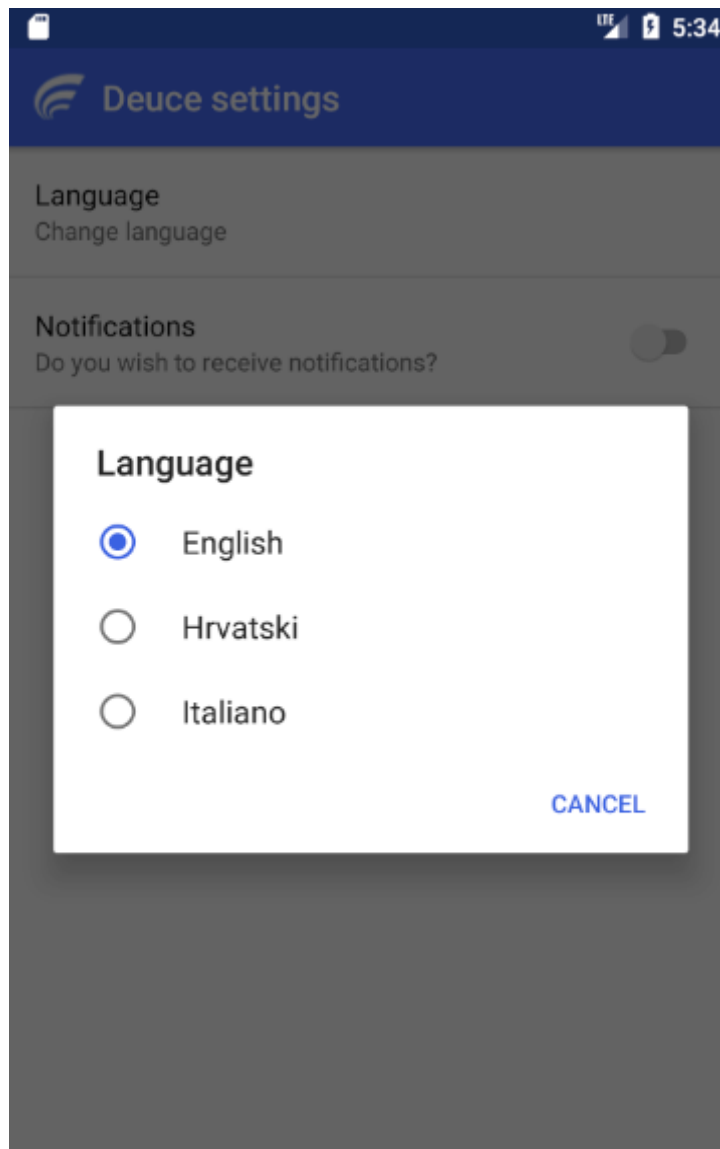 LTE 5:34
Deuce settings
Language
Change language
Notifications
Do you wish to receive notifications?
Language
English
Hrvatski
Italiano
CANCEL